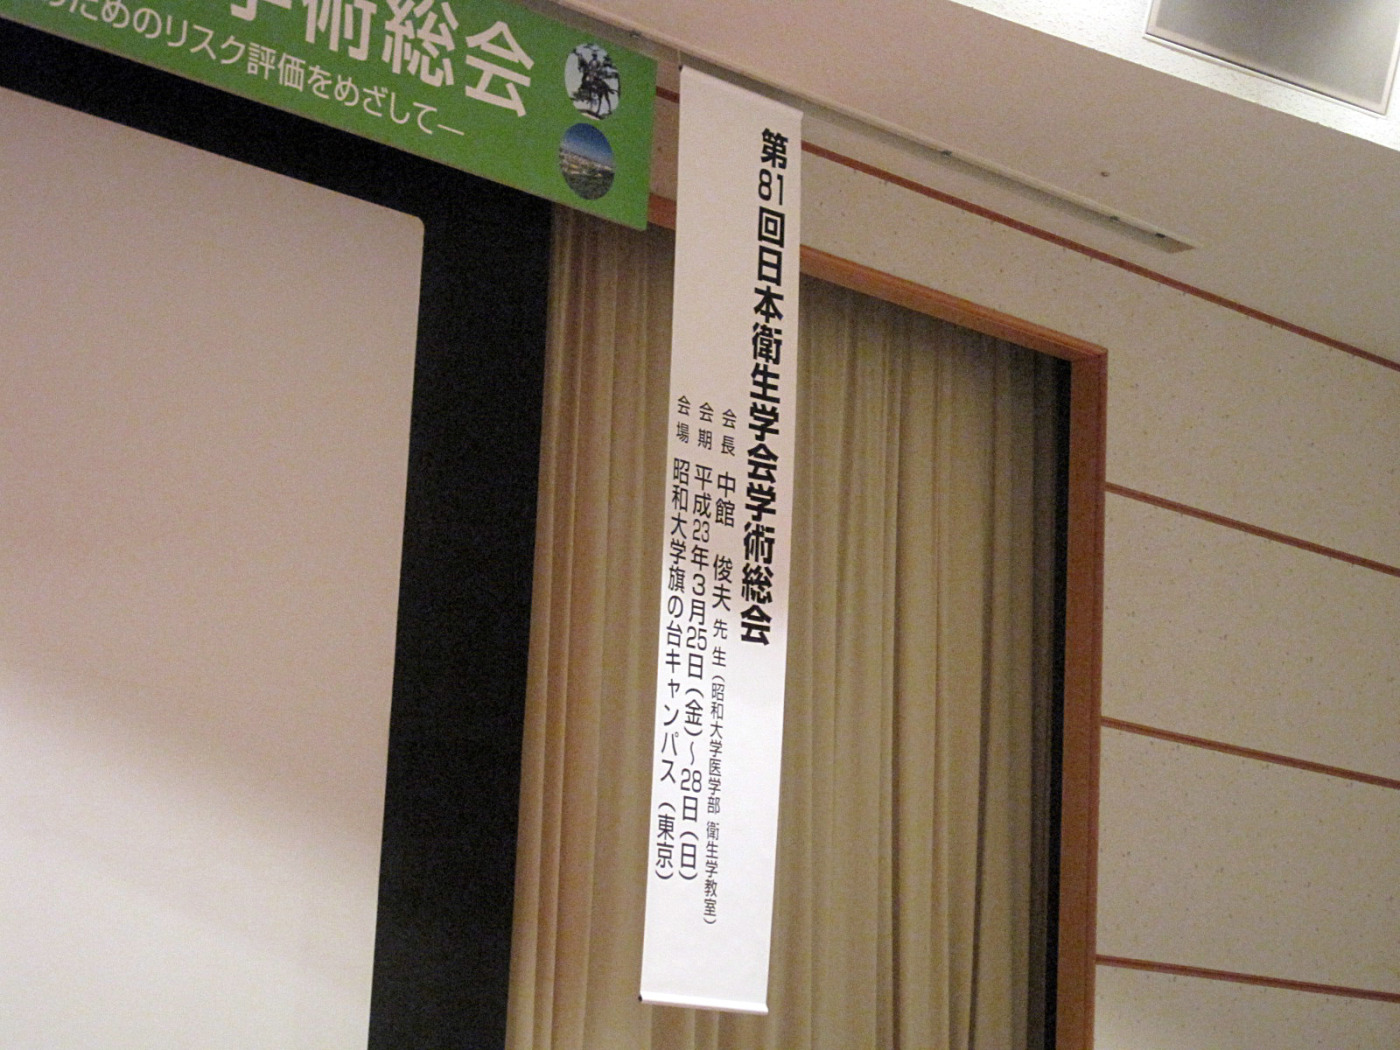 学術総会
のためのリスク評価をめざして―
第81回日本衛生学会学術総会
会長 中館 俊夫 先生（昭和大学医学部 衛生学教室）
会期 平成23年3月25日（金）～28日（日）
会場 昭和大学旗の台キャンパス（東京）